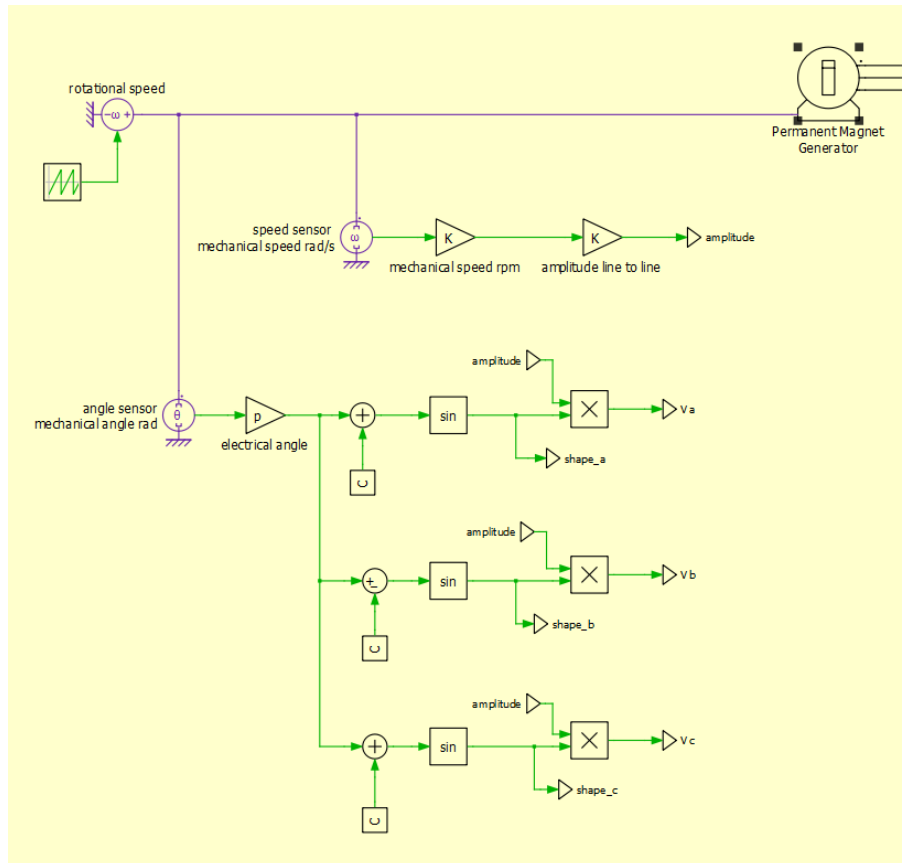 rotational speed
-ω +
Permanent Magnet
Generator
speed sensor
mechanical speed rad/s
ω
K
mechanical speed rpm
K
amplitude line to line
amplitude
angle sensor
mechanical angle rad
θ
p
electrical angle
+
C
sin
amplitude
×
Va
shape_a
+-
C
sin
amplitude
×
Vb
shape_b
+
C
sin
amplitude
×
Vc
shape_c